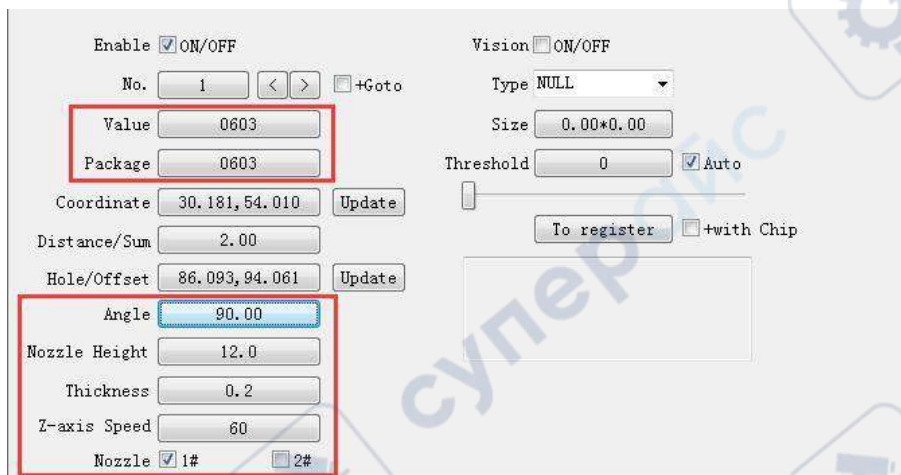 Enable ON/OFF
No. 1 < > +Goto
Value 0603
Package 0603
Coordinate 30.181,54.010 Update
Distance/Sum 2.00
Hole/Offset 86.093,94.061 Update
Angle 90.00
Nozzle Height 12.0
Thickness 0.2
Z-axis Speed 60
Nozzle 1# 2#
Vision ON/OFF
Type NULL
Size 0.00*0.00
Threshold 0 Auto
To register +with Chip
суперайс